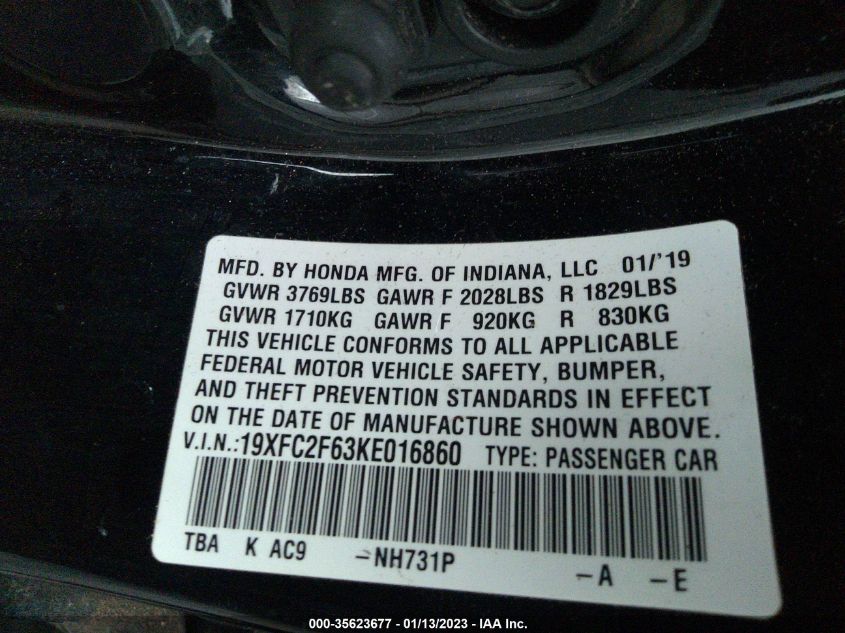 MFD. BY HONDA MFG. OF INDIANA, LLC 01/'19
GVWR 3769LBS GAWR F 2028LBS R 1829LBS
GVWR 1710KG GAWR F 920KG R 830KG
THIS VEHICLE CONFORMS TO ALL APPLICABLE
FEDERAL MOTOR VEHICLE SAFETY, BUMPER,
AND THEFT PREVENTION STANDARDS IN EFFECT
ON THE DATE OF MANUFACTURE SHOWN ABOVE.
V.I.N.:19XFC2F63KE016860 TYPE: PASSENGER CAR
TBA K AC9 -NH731P -A -E
000-35623677 - 01/13/2023 - IAA Inc.